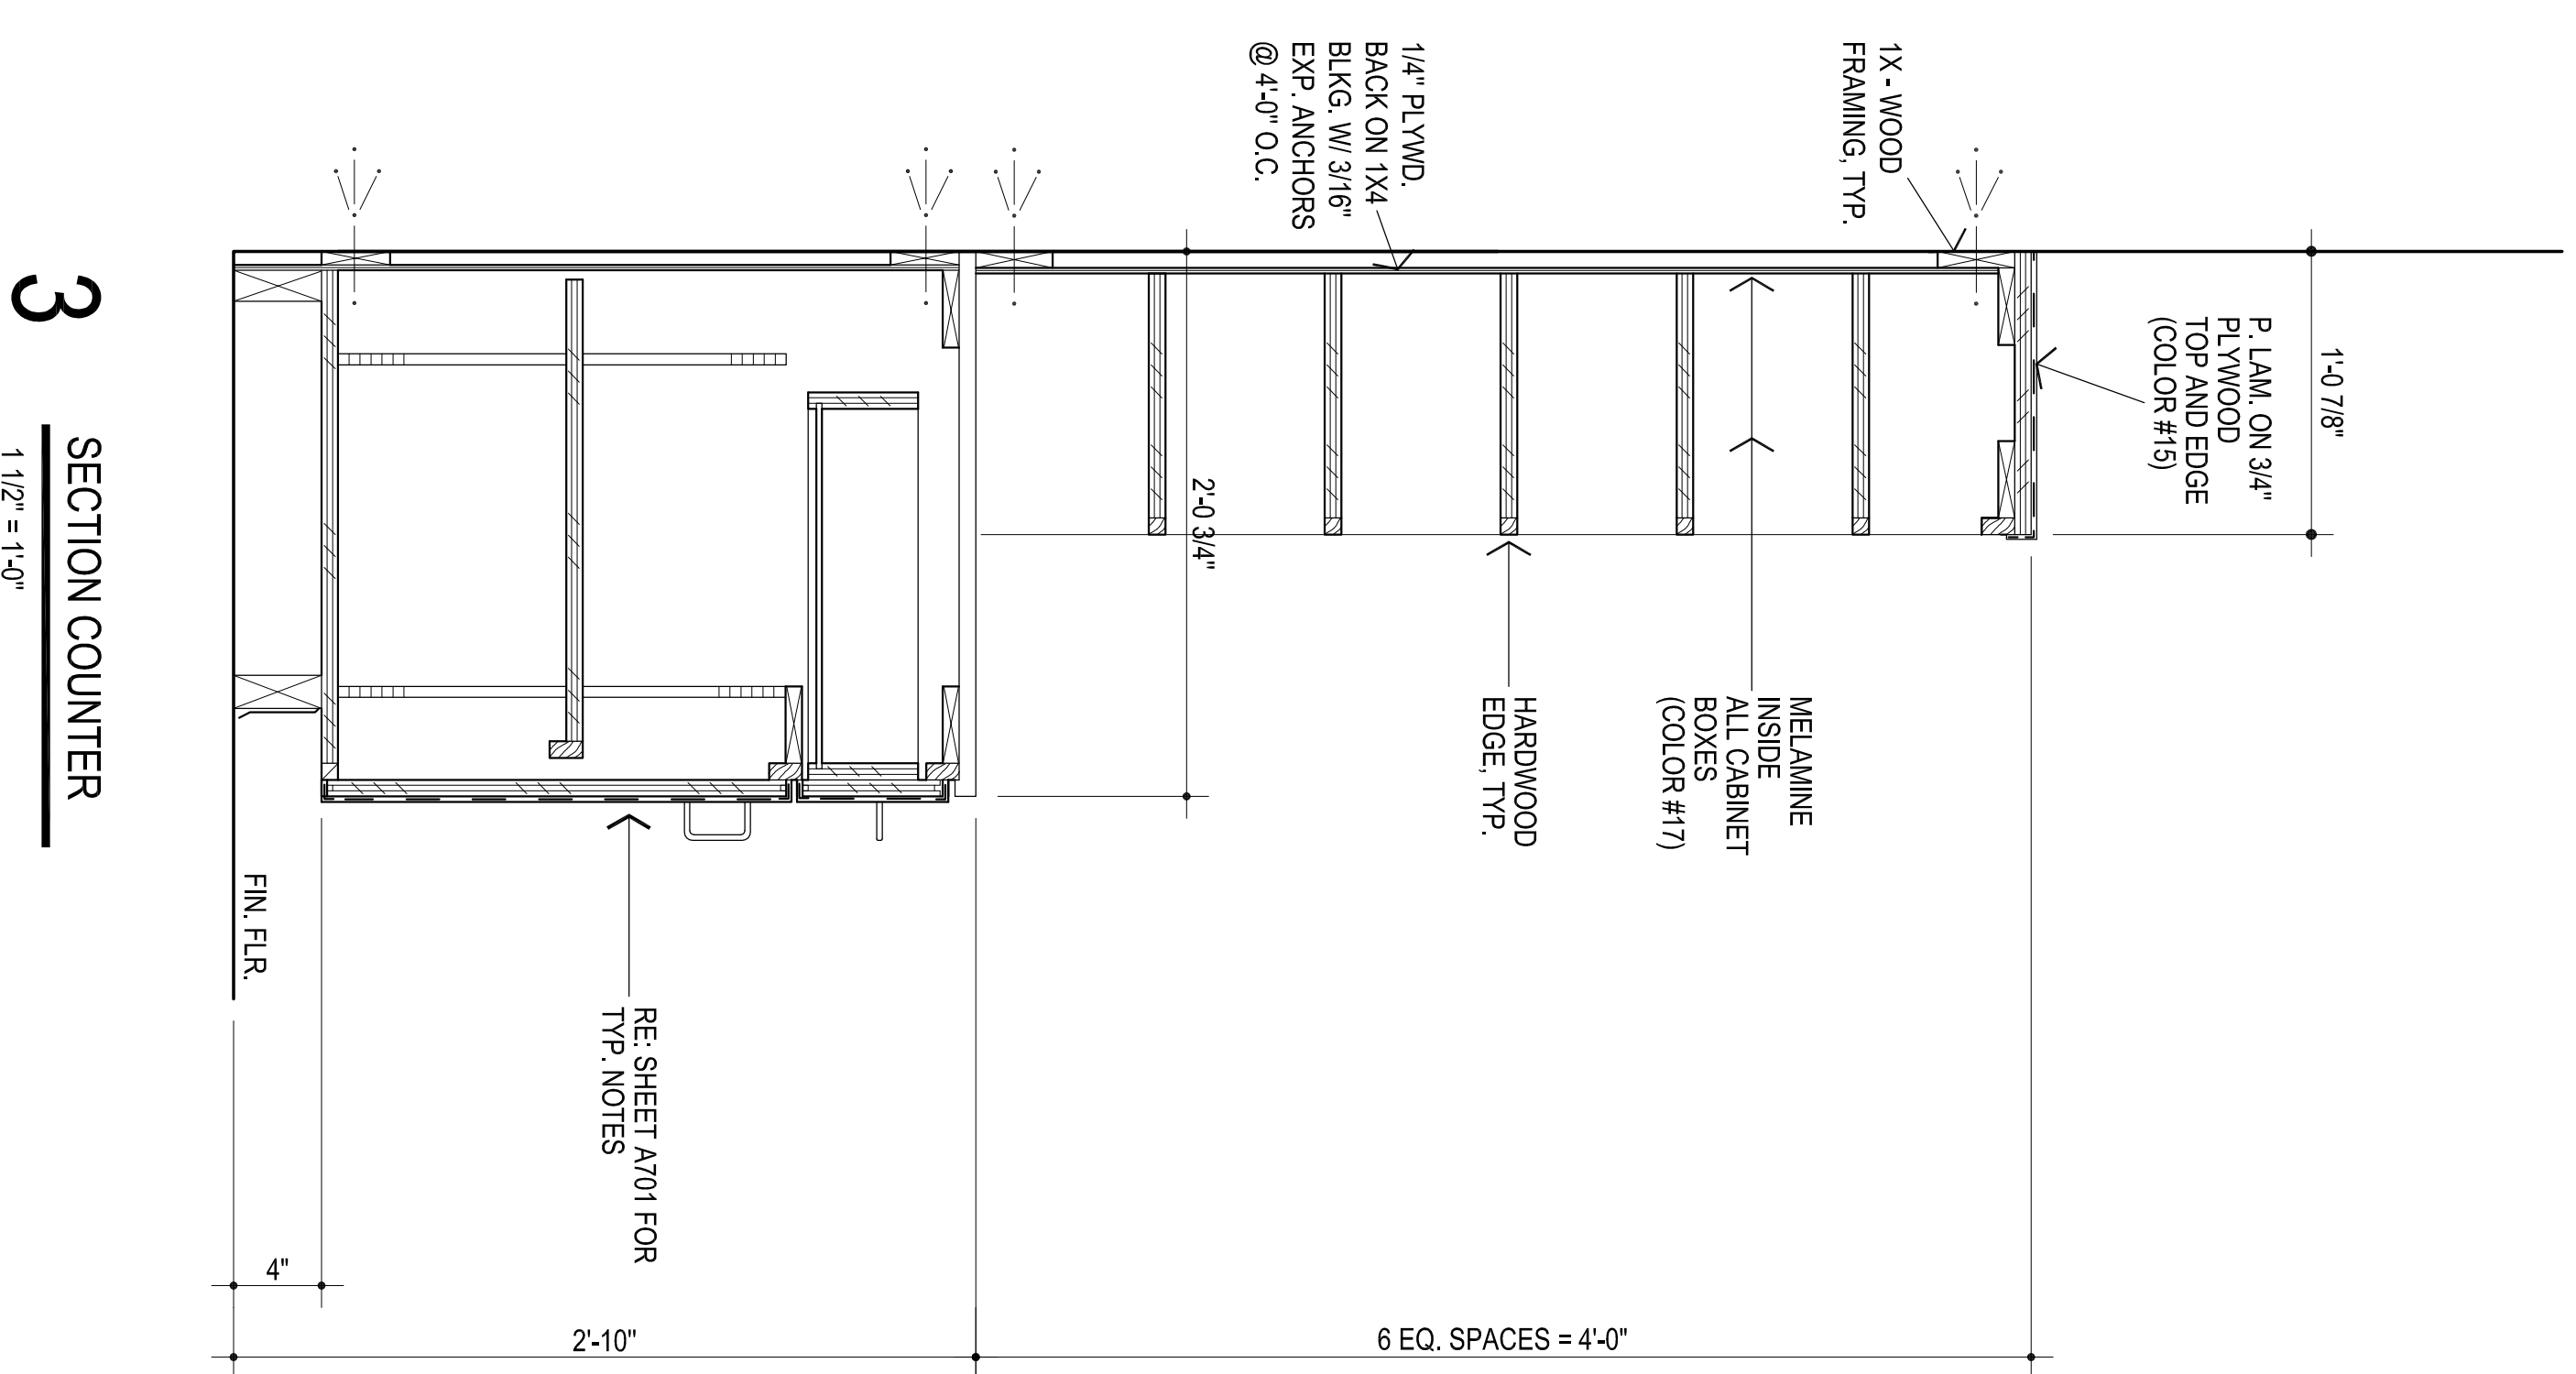 1'-0 7/8"
P. LAM. ON 3/4"
PLYWOOD
TOP AND EDGE
(COLOR #15)
1X - WOOD
FRAMING, TYP.
MELAMINE
INSIDE
ALL CABINET
BOXES
(COLOR #17)
HARDWOOD
EDGE, TYP.
1/4" PLYWD.
BACK ON 1X4
BLKG. W/ 3/16"
EXP. ANCHORS
@ 4'-0" O.C.
6 EQ. SPACES = 4'-0"
2'-0 3/4"
RE: SHEET A701 FOR
TYP. NOTES
2'-10"
4"
FIN. FLR.
3
SECTION COUNTER
1 1/2" = 1'-0"